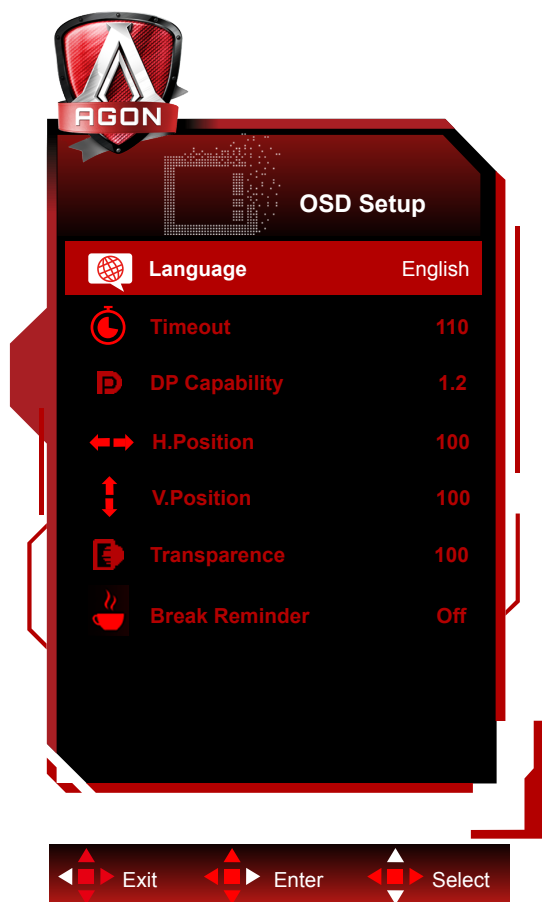 AGON
OSD Setup
Language English
Timeout 110
DP Capability 1.2
H.Position 100
V.Position 100
Transparence 100
Break Reminder Off
Exit Enter Select